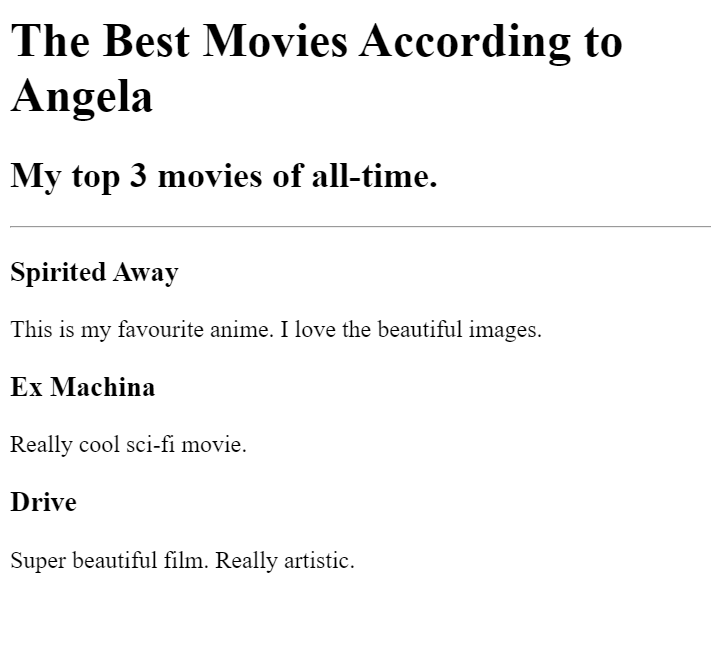 The Best Movies According to
Angela
My top 3 movies of all-time.
Spirited Away
This is my favourite anime. I love the beautiful images.
Ex Machina
Really cool sci-fi movie.
Drive
Super beautiful film. Really artistic.